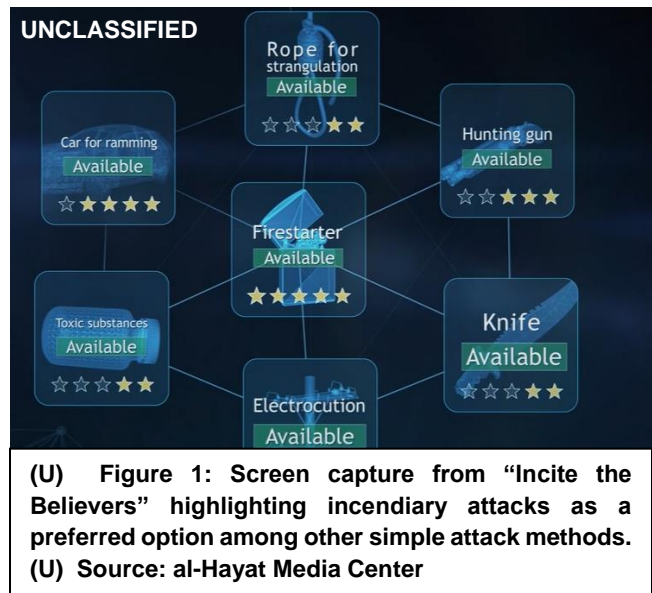 UNCLASSIFIED
Rope for
strangulation
Available
Car for ramming
Available
Hunting gun
Available
Firestarter
Available
Toxic substances
Available
Knife
Available
Electrocution
Available
(U) Figure 1: Screen capture from “Incite the
Believers” highlighting incendiary attacks as a
preferred option among other simple attack methods.
(U) Source: al-Hayat Media Center